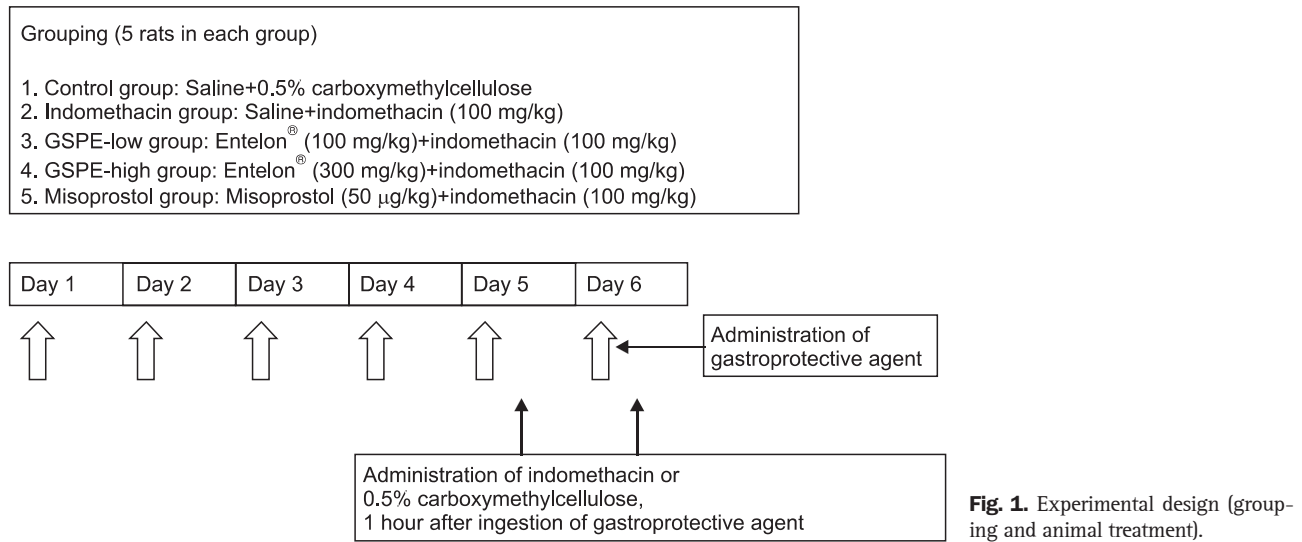 Grouping (5 rats in each group)
1. Control group: Saline+0.5% carboxymethylcellulose
2. Indomethacin group: Saline+indomethacin (100 mg/kg)
3. GSPE-low group: Entelon® (100 mg/kg)+indomethacin (100 mg/kg)
4. GSPE-high group: Entelon® (300 mg/kg)+indomethacin (100 mg/kg)
5. Misoprostol group: Misoprostol (50 μg/kg)+indomethacin (100 mg/kg)
Day 1 Day 2 Day 3 Day 4 Day 5 Day 6
Administration of
gastroprotective agent
Administration of indomethacin or
0.5% carboxymethylcellulose,
1 hour after ingestion of gastroprotective agent
Fig. 1. Experimental design (group-
ing and animal treatment).